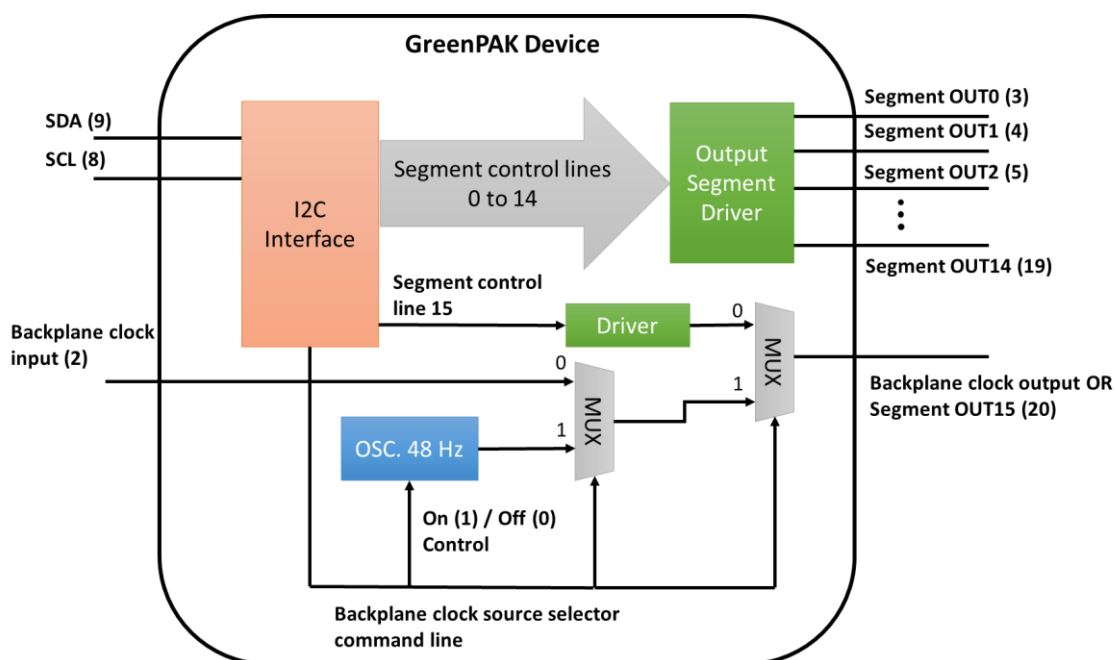 GreenPAK Device
SDA (9)
SCL (8)
I2C
Interface
Segment control lines
0 to 14
Output
Segment
Driver
Segment OUT0 (3)
Segment OUT1 (4)
Segment OUT2 (5)
Segment OUT14 (19)
Segment control
line 15
Driver
0
MUX
1
Backplane clock
input (2)
0
MUX
1
OSC. 48 Hz
Backplane clock output OR
Segment OUT15 (20)
On (1) / Off (0)
Control
Backplane clock source selector
command line